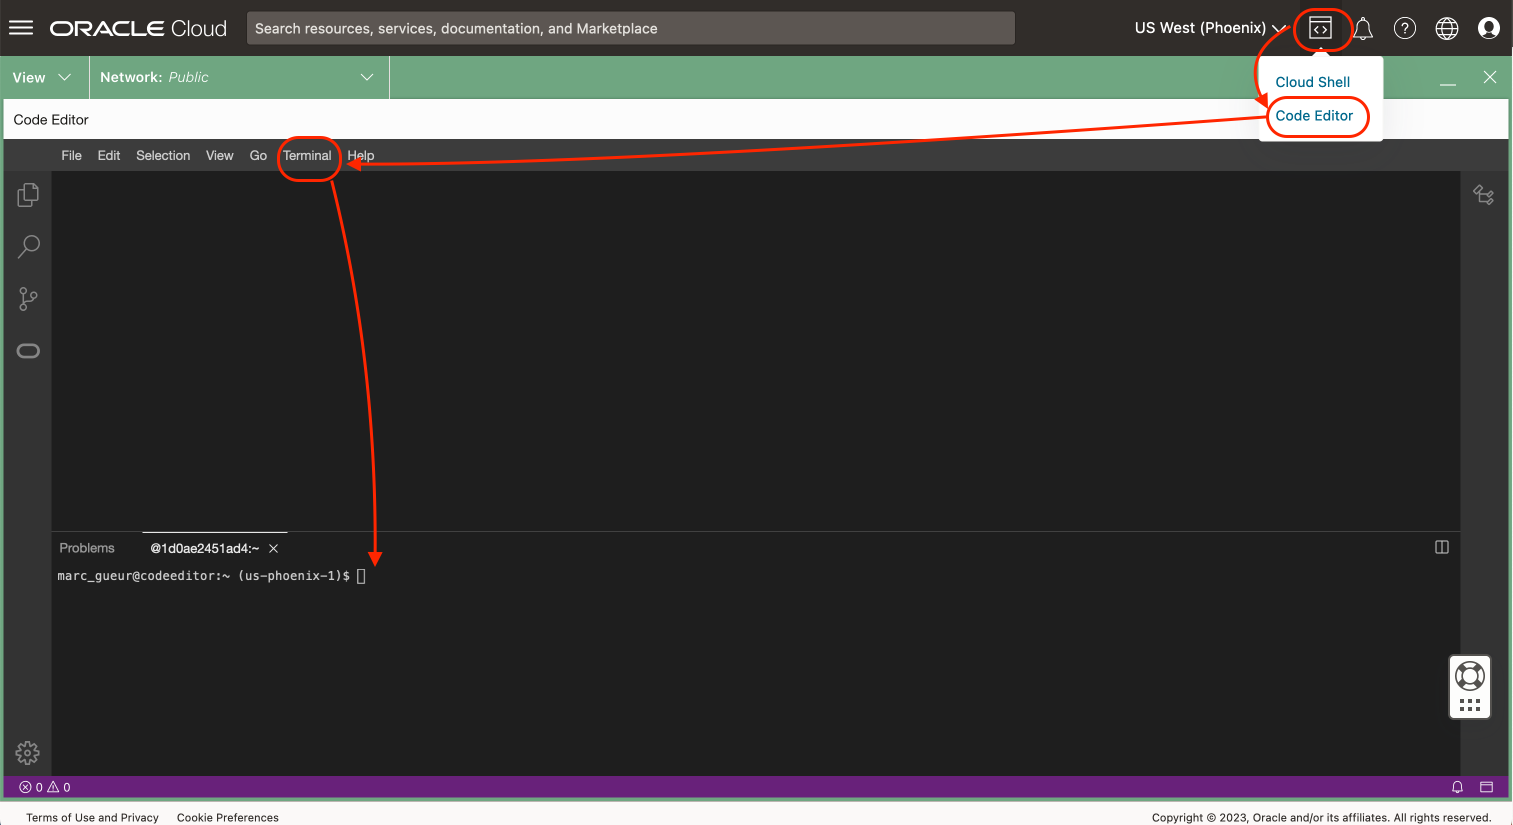 ORACLE Cloud
Search resources, services, documentation, and Marketplace
US West (Phoenix)
View
Network: Public
Cloud Shell
Code Editor
Code Editor
File Edit Selection View Go Terminal Help
Problems
@1d0ae2451ad4:~
marc_gueur@codeeditor:~ (us-phoenix-1)$
0 0
Terms of Use and Privacy Cookie Preferences
Copyright © 2023, Oracle and/or its affiliates. All rights reserved.